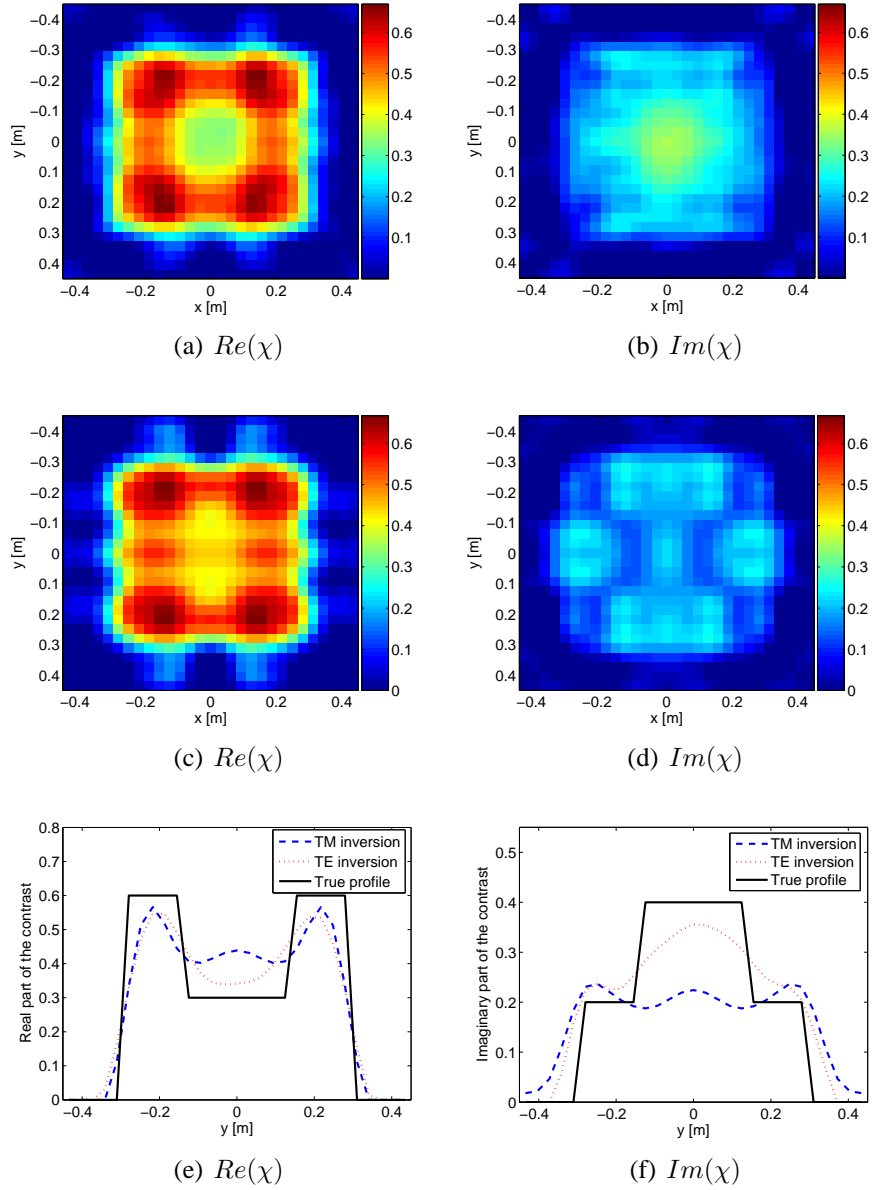 −0.4
−0.3
−0.2
−0.1
0
0.1
0.2
0.3
0.4
y [m]
−0.4 −0.2 0 0.2 0.4
x [m]
0.6
0.5
0.4
0.3
0.2
0.1
(a) Re(χ)
−0.4
−0.3
−0.2
−0.1
0
0.1
0.2
0.3
0.4
y [m]
−0.4 −0.2 0 0.2 0.4
x [m]
0.6
0.5
0.4
0.3
0.2
0.1
(b) Im(χ)
−0.4
−0.3
−0.2
−0.1
0
0.1
0.2
0.3
0.4
y [m]
−0.4 −0.2 0 0.2 0.4
x [m]
0.6
0.5
0.4
0.3
0.2
0.1
0
(c) Re(χ)
−0.4
−0.3
−0.2
−0.1
0
0.1
0.2
0.3
0.4
y [m]
−0.4 −0.2 0 0.2 0.4
x [m]
0.6
0.5
0.4
0.3
0.2
0.1
0
(d) Im(χ)
0.8
0.7
0.6
0.5
0.4
0.3
0.2
0.1
0
Real part of the contrast
−0.4 −0.2 0 0.2 0.4
y [m]
TM inversion
TE inversion
True profile
(e) Re(χ)
0.5
0.4
0.3
0.2
0.1
0
Imaginary part of the contrast
−0.4 −0.2 0 0.2 0.4
y [m]
TM inversion
TE inversion
True profile
(f) Im(χ)